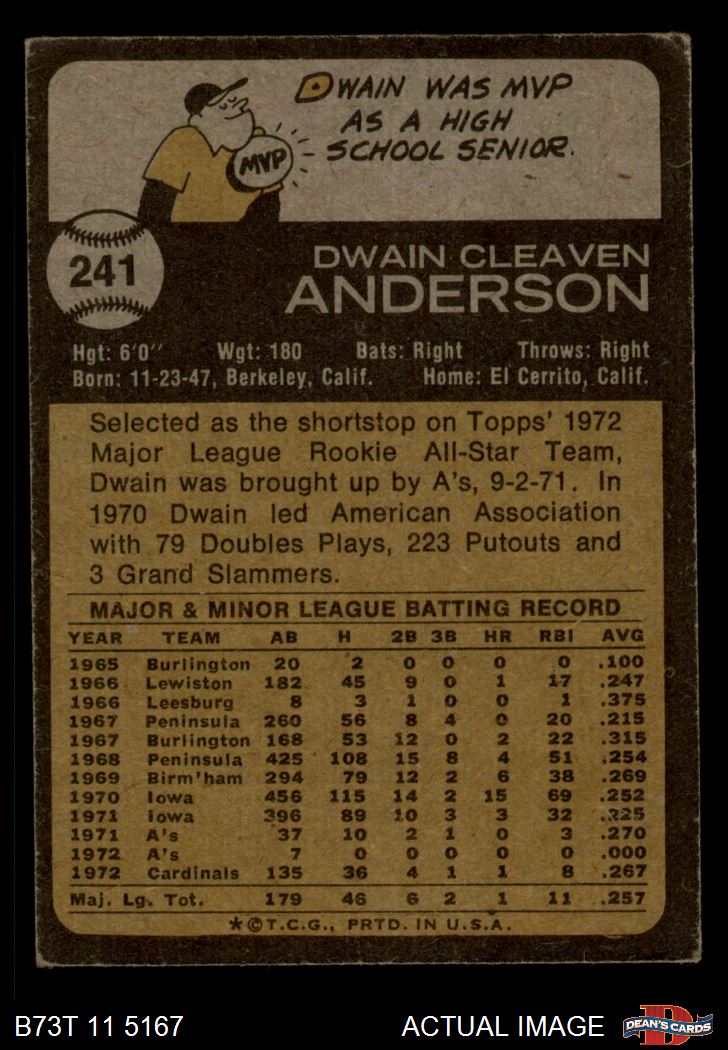 DWAIN WAS MVP
AS A HIGH
SCHOOL SENIOR.
MVP
241
DWAIN CLEAVEN
ANDERSON
Hgt: 6'0'' Wgt: 180 Bats: Right Throws: Right
Born: 11-23-47, Berkeley, Calif. Home: El Cerrito, Calif.
Selected as the shortstop on Topps' 1972
Major League Rookie All-Star Team,
Dwain was brought up by A's, 9-2-71. In
1970 Dwain led American Association
with 79 Doubles Plays, 223 Putouts and
3 Grand Slammers.
MAJOR & MINOR LEAGUE BATTING RECORD
YEAR TEAM AB H 2B 3B HR RBI AVG
1965 Burlington 20 2 0 0 0 0 .100
1966 Lewiston 182 45 9 0 1 17 .247
1966 Leesburg 8 3 1 0 0 1 .375
1967 Peninsula 260 56 8 4 0 20 .215
1967 Burlington 168 53 12 0 2 22 .315
1968 Peninsula 425 108 15 8 4 51 .254
1969 Birm'ham 294 79 12 2 6 38 .269
1970 Iowa 456 115 14 2 15 69 .252
1971 Iowa 396 89 10 3 3 32 .225
1971 A's 37 10 2 1 0 3 .270
1972 A's 7 0 0 0 0 0 .000
1972 Cardinals 135 36 4 1 1 8 .267
Maj. Lg. Tot. 179 46 6 2 1 11 .257
*©T.C.G., PRTD. IN U.S.A.
B73T 11 5167 ACTUAL IMAGE
D
DEAN'S CARDS